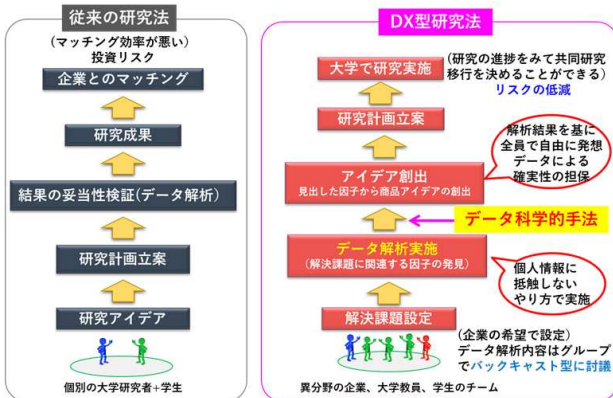 従来の研究法
(マッチング効率が悪い)
投資リスク
企業とのマッチング
研究成果
結果の妥当性検証(データ解析)
研究計画立案
研究アイデア
個別の大学研究者+学生
DX型研究法
大学で研究実施
(研究の進捗をみて共同研究
移行を決めることができる)
リスクの低減
研究計画立案
アイデア創出
見出した因子から商品アイデアの創出
解析結果を基に
全員で自由に発想
データによる
確実性の担保
データ科学的手法
データ解析実施
(解決課題に関連する因子の発見)
個人情報に
抵触しない
やり方で実施
解決課題設定
(企業の希望で設定)
データ解析内容はグループ
でバックキャスト型に討議
異分野の企業、大学教員、学生のチーム